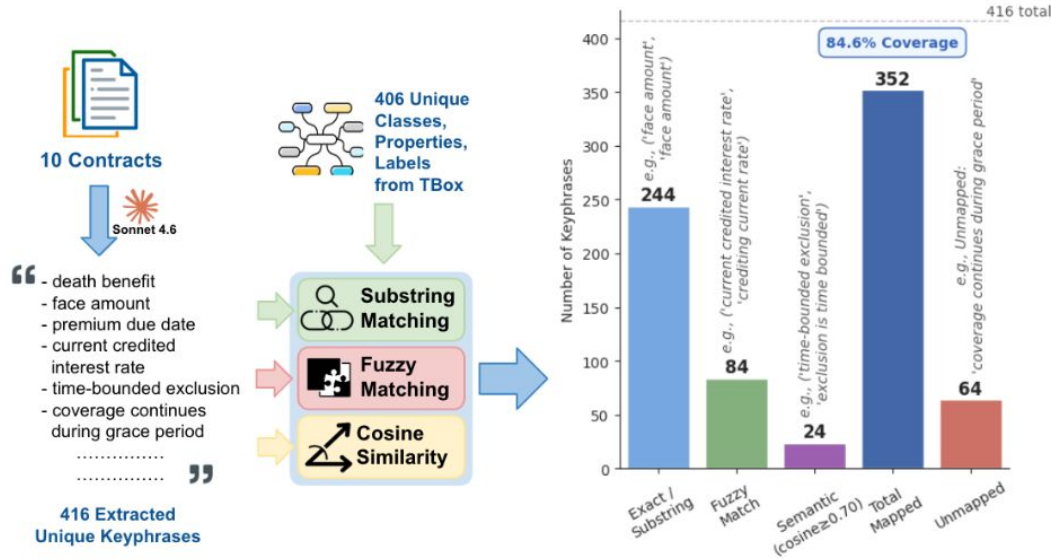 10 Contracts
Sonnet 4.6
“
- death benefit
- face amount
- premium due date
- current credited
interest rate
- time-bounded exclusion
- coverage continues
during grace period
..................
..................
”
416 Extracted
Unique Keyphrases
406 Unique
Classes,
Properties,
Labels
from TBox
Substring
Matching
Fuzzy
Matching
Cosine
Similarity
416 total
84.6% Coverage
Number of Keyphrases
400
350
300
250
200
150
100
50
0
244
e.g., ('face amount',
'face amount')
84
e.g., ('current credited interest rate',
'crediting current rate')
24
e.g., ('time-bounded exclusion',
'exclusion is time bounded')
352
64
e.g., Unmapped:
'coverage continues during grace period'
Exact /
Substring
Fuzzy
Match
Semantic
(cosine≥0.70)
Total
Mapped
Unmapped